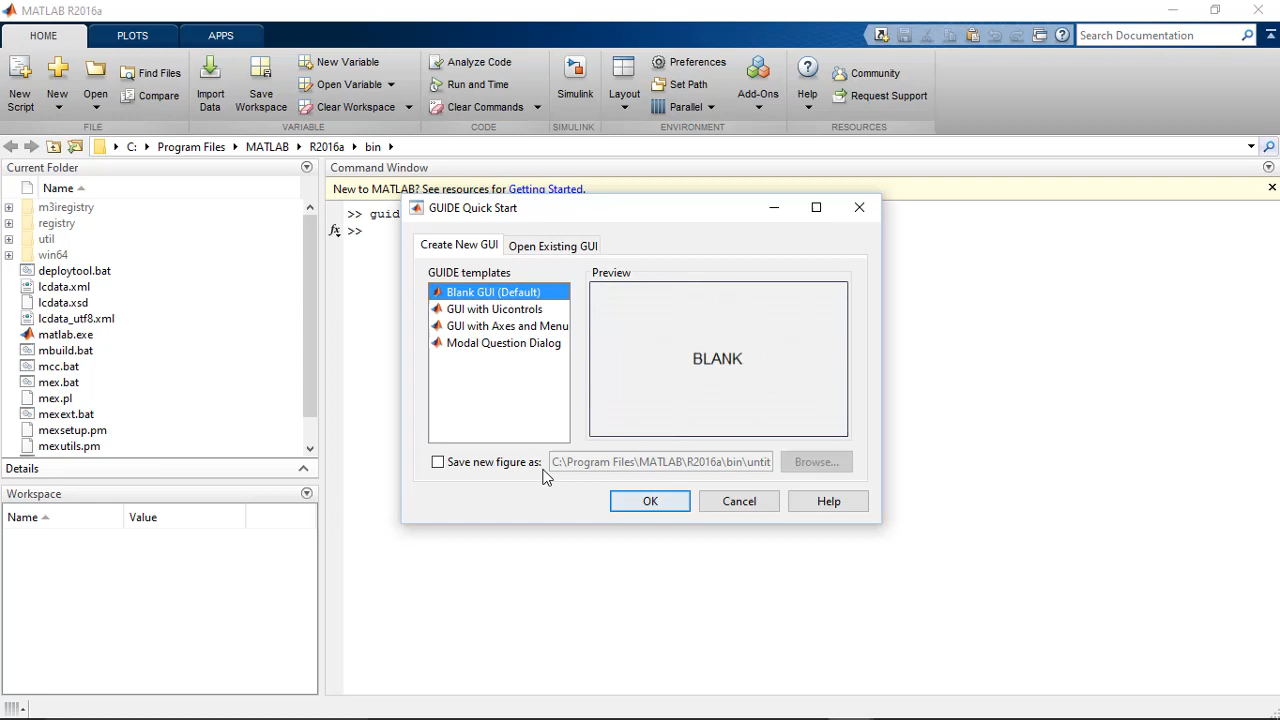 MATLAB R2016a
HOME PLOTS APPS
Search Documentation
New Script
New
Open
Find Files
Compare
FILE
Import Data
Save Workspace
New Variable
Open Variable
Clear Workspace
VARIABLE
Analyze Code
Run and Time
Clear Commands
CODE
Simulink
SIMULINK
Layout
Preferences
Set Path
Parallel
Add-Ons
ENVIRONMENT
Help
Community
Request Support
RESOURCES
C: Program Files MATLAB R2016a bin
Current Folder
Name
m3registry
registry
util
win64
deploytool.bat
lcdata.xml
lcdata.xsd
lcdata_utf8.xml
matlab.exe
mbuild.bat
mcc.bat
mex.bat
mex.pl
mexext.bat
mexsetup.pm
mexutils.pm
Details
Workspace
Name Value
Command Window
New to MATLAB? See resources for Getting Started.
>> guid
fx >>
GUIDE Quick Start
Create New GUI Open Existing GUI
GUIDE templates
Blank GUI (Default)
GUI with Uicontrols
GUI with Axes and Menu
Modal Question Dialog
Preview
BLANK
Save new figure as: C:\Program Files\MATLAB\R2016a\bin\untit Browse...
OK Cancel Help